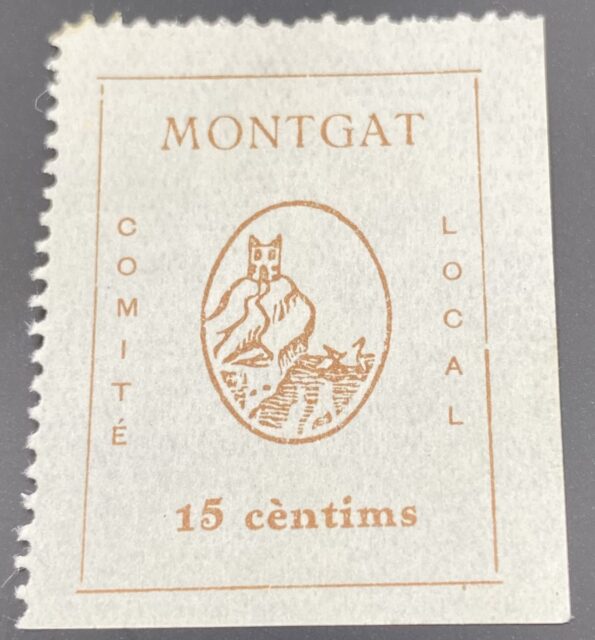 MONTGAT
COMITÉ
LOCAL
15 cèntims